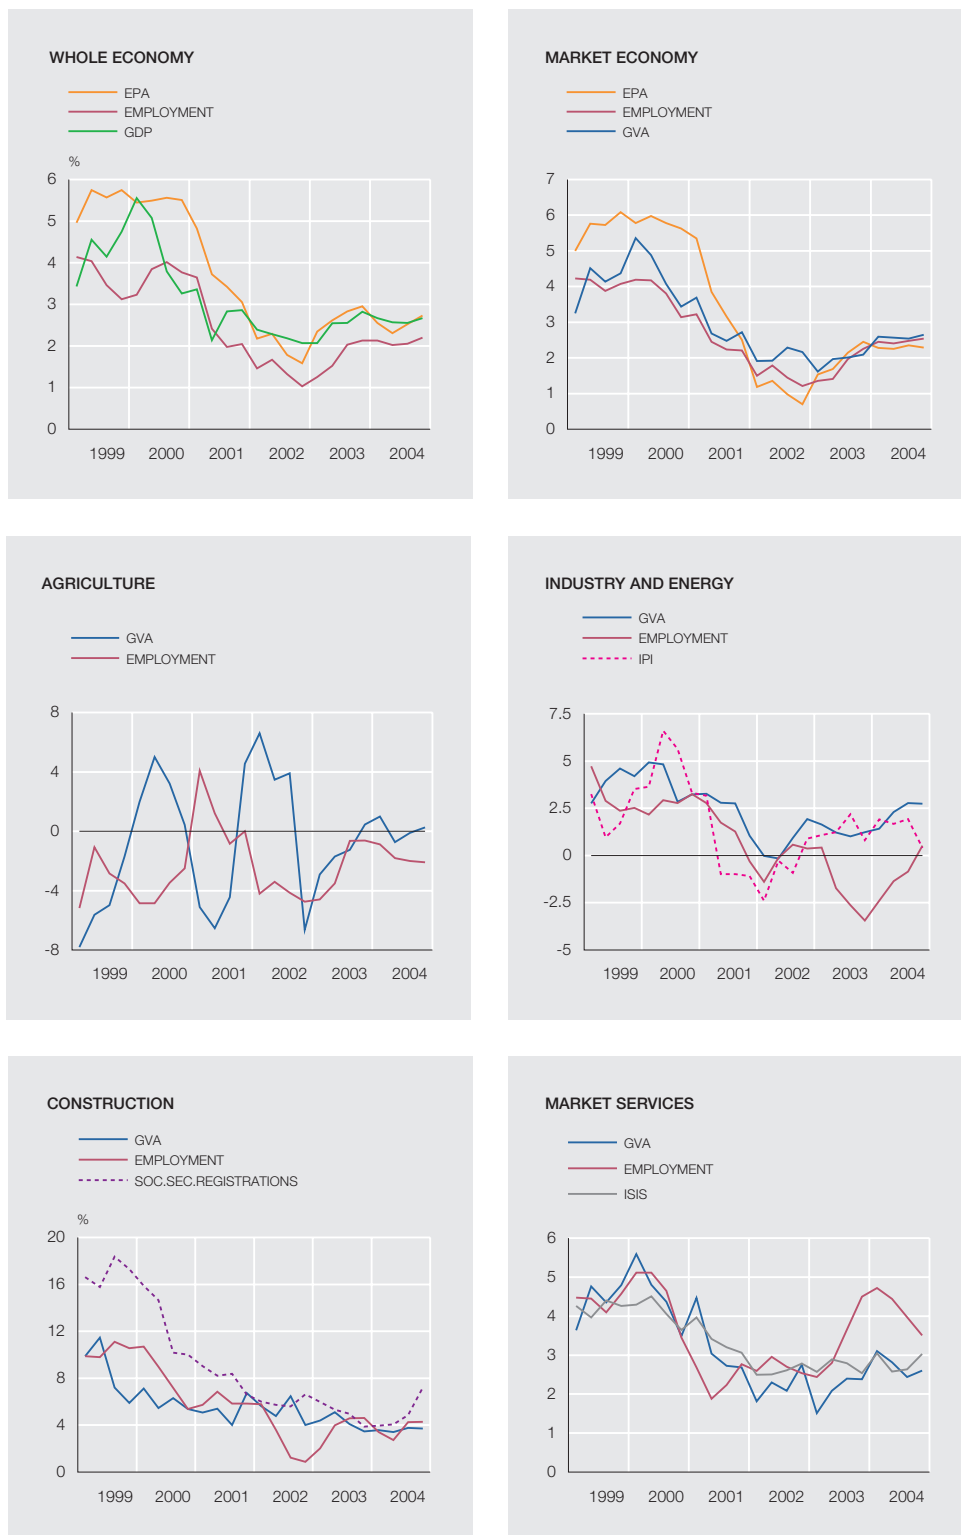 WHOLE ECONOMY
EPA
EMPLOYMENT
GDP
%
6
5
4
3
2
1
0
1999 2000 2001 2002 2003 2004
MARKET ECONOMY
EPA
EMPLOYMENT
GVA
7
6
5
4
3
2
1
0
1999 2000 2001 2002 2003 2004
AGRICULTURE
GVA
EMPLOYMENT
8
4
0
-4
-8
1999 2000 2001 2002 2003 2004
INDUSTRY AND ENERGY
GVA
EMPLOYMENT
IPI
7.5
5
2.5
0
-2.5
-5
1999 2000 2001 2002 2003 2004
CONSTRUCTION
GVA
EMPLOYMENT
SOC.SEC.REGISTRATIONS
%
20
16
12
8
4
0
1999 2000 2001 2002 2003 2004
MARKET SERVICES
GVA
EMPLOYMENT
ISIS
6
5
4
3
2
1
0
1999 2000 2001 2002 2003 2004